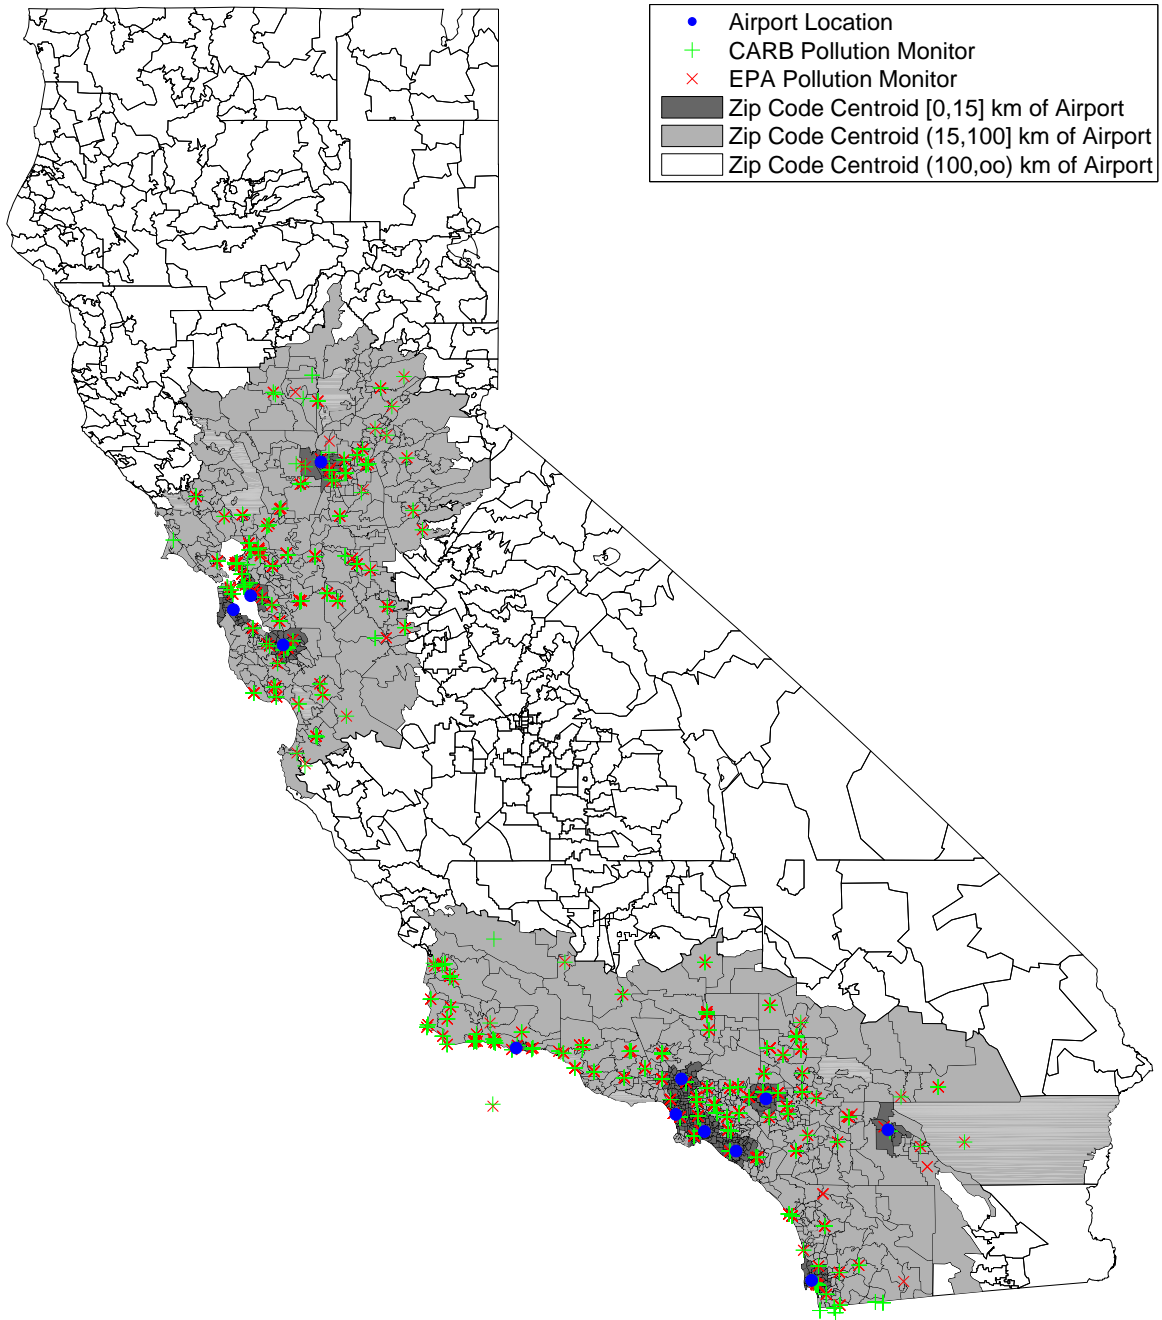 Airport Location
CARB Pollution Monitor
EPA Pollution Monitor
Zip Code Centroid [0,15] km of Airport
Zip Code Centroid (15,100] km of Airport
Zip Code Centroid (100,oo) km of Airport